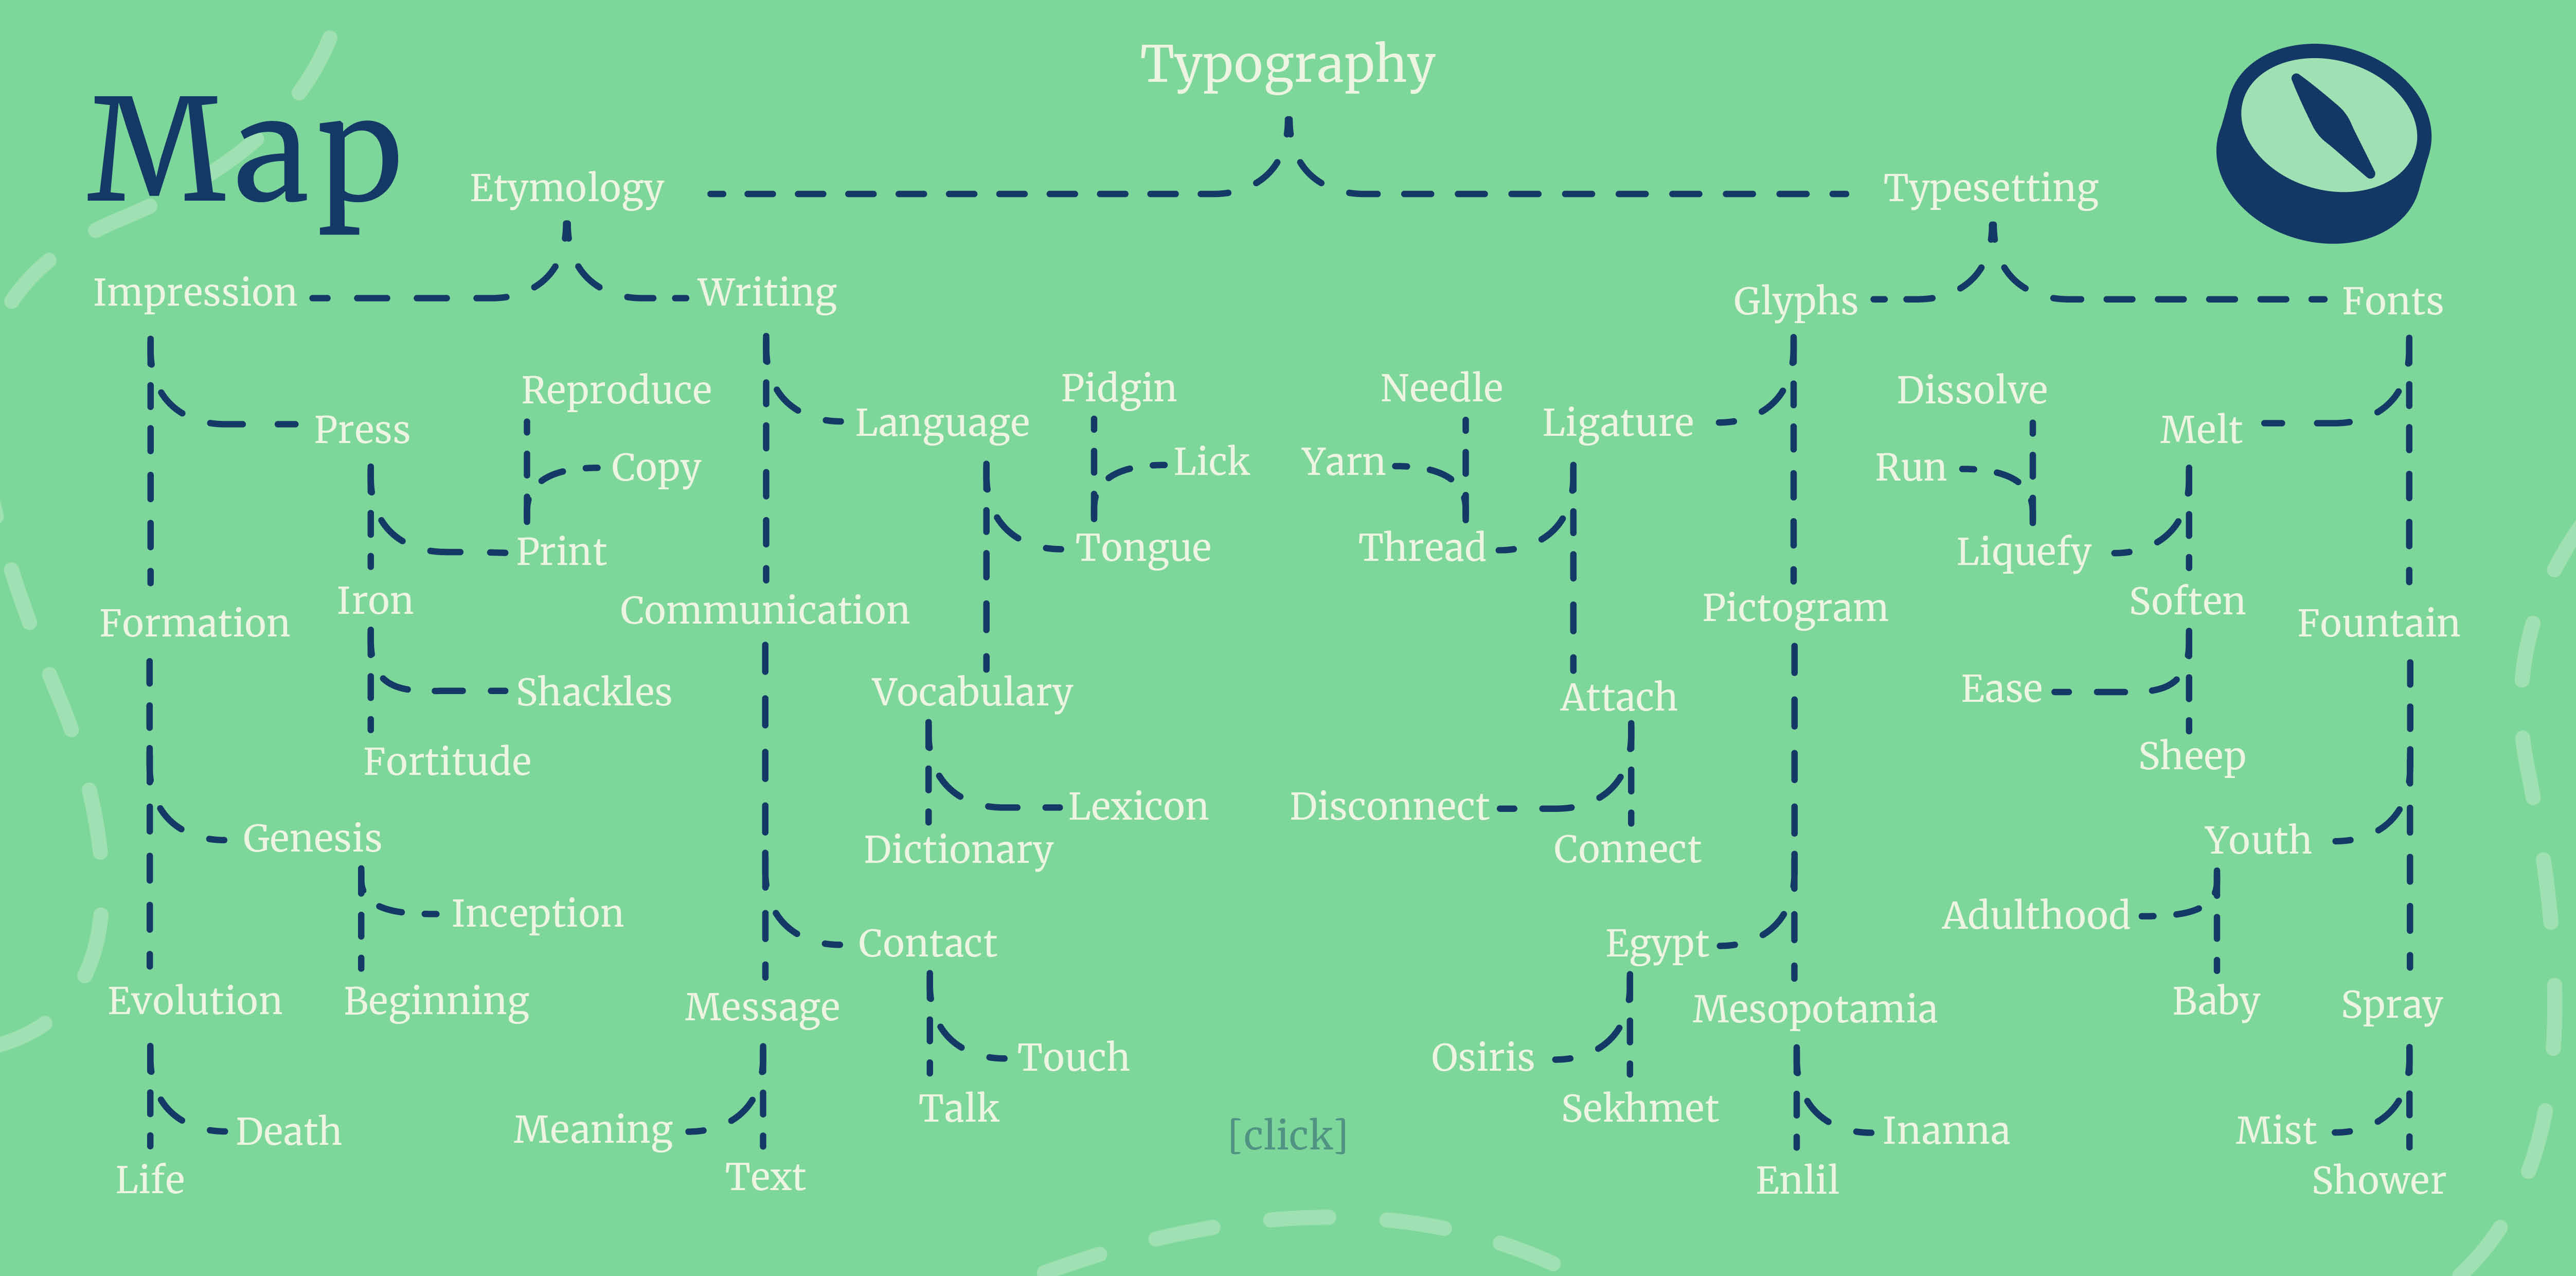 Typography
Map
Etymology
Typesetting
Impression
Writing
Glyphs
Fonts
Reproduce
Pidgin
Needle
Dissolve
Press
Language
Ligature
Melt
Copy
Lick
Yarn
Run
Print
Tongue
Thread
Liquefy
Formation
Iron
Communication
Pictogram
Soften
Fountain
Shackles
Vocabulary
Attach
Ease
Fortitude
Sheep
Genesis
Lexicon
Disconnect
Youth
Dictionary
Connect
Inception
Contact
Egypt
Adulthood
Evolution
Beginning
Message
Mesopotamia
Baby
Spray
Touch
Osiris
Talk
Sekhmet
Death
Meaning
[click]
Inanna
Mist
Life
Text
Enlil
Shower